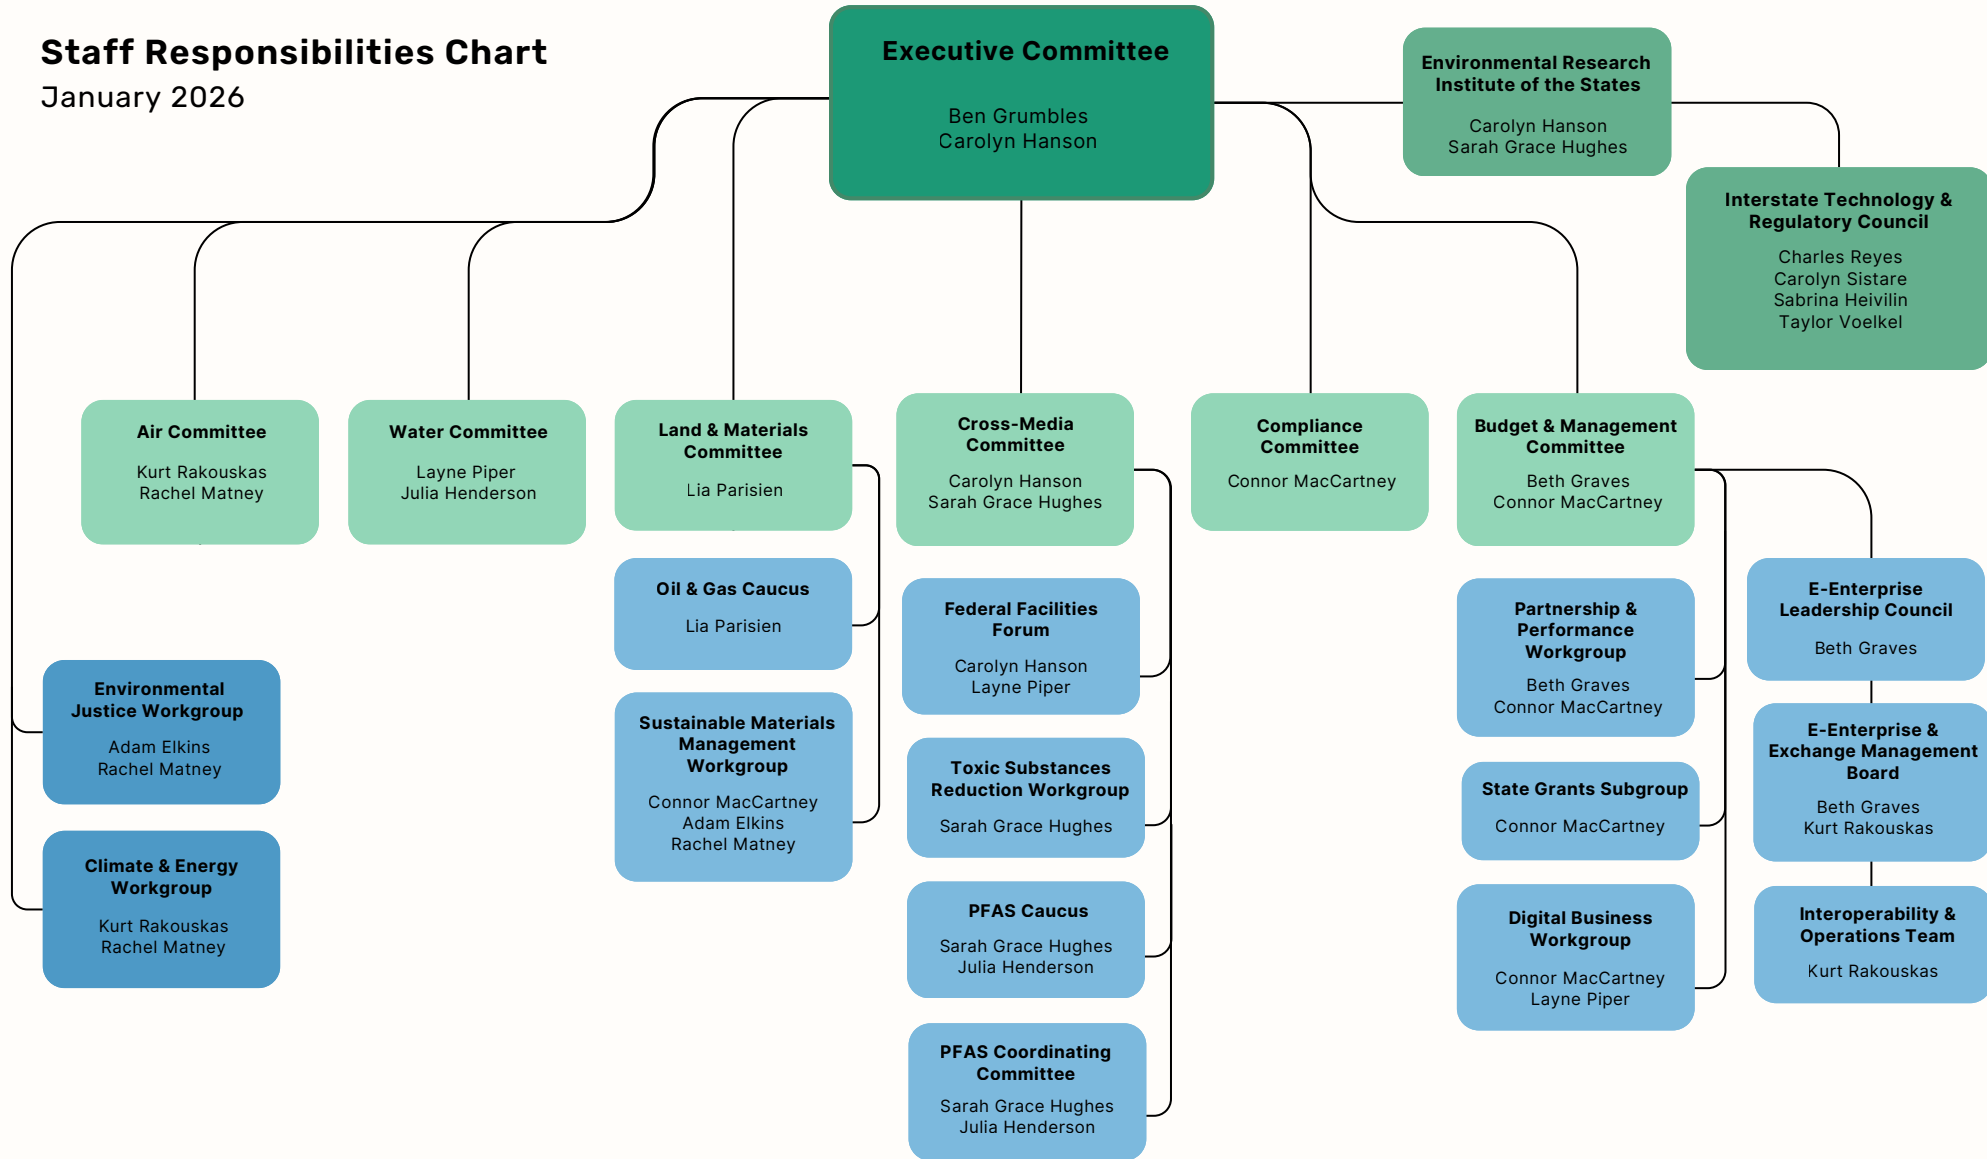 Staff Responsibilities Chart
January 2026
Executive Committee
Ben Grumbles
Carolyn Hanson
Environmental Research
Institute of the States
Carolyn Hanson
Sarah Grace Hughes
Interstate Technology &
Regulatory Council
Charles Reyes
Carolyn Sistare
Sabrina Heivilin
Taylor Voelkel
Air Committee
Kurt Rakouskas
Rachel Matney
Water Committee
Layne Piper
Julia Henderson
Land & Materials
Committee
Lia Parisien
Cross-Media
Committee
Carolyn Hanson
Sarah Grace Hughes
Compliance
Committee
Connor MacCartney
Budget & Management
Committee
Beth Graves
Connor MacCartney
Environmental
Justice Workgroup
Adam Elkins
Rachel Matney
Climate & Energy
Workgroup
Kurt Rakouskas
Rachel Matney
Oil & Gas Caucus
Lia Parisien
Sustainable Materials
Management
Workgroup
Connor MacCartney
Adam Elkins
Rachel Matney
Federal Facilities
Forum
Carolyn Hanson
Layne Piper
Toxic Substances
Reduction Workgroup
Sarah Grace Hughes
PFAS Caucus
Sarah Grace Hughes
Julia Henderson
PFAS Coordinating
Committee
Sarah Grace Hughes
Julia Henderson
Partnership &
Performance
Workgroup
Beth Graves
Connor MacCartney
State Grants Subgroup
Connor MacCartney
Digital Business
Workgroup
Connor MacCartney
Layne Piper
E-Enterprise
Leadership Council
Beth Graves
E-Enterprise &
Exchange Management
Board
Beth Graves
Kurt Rakouskas
Interoperability &
Operations Team
Kurt Rakouskas